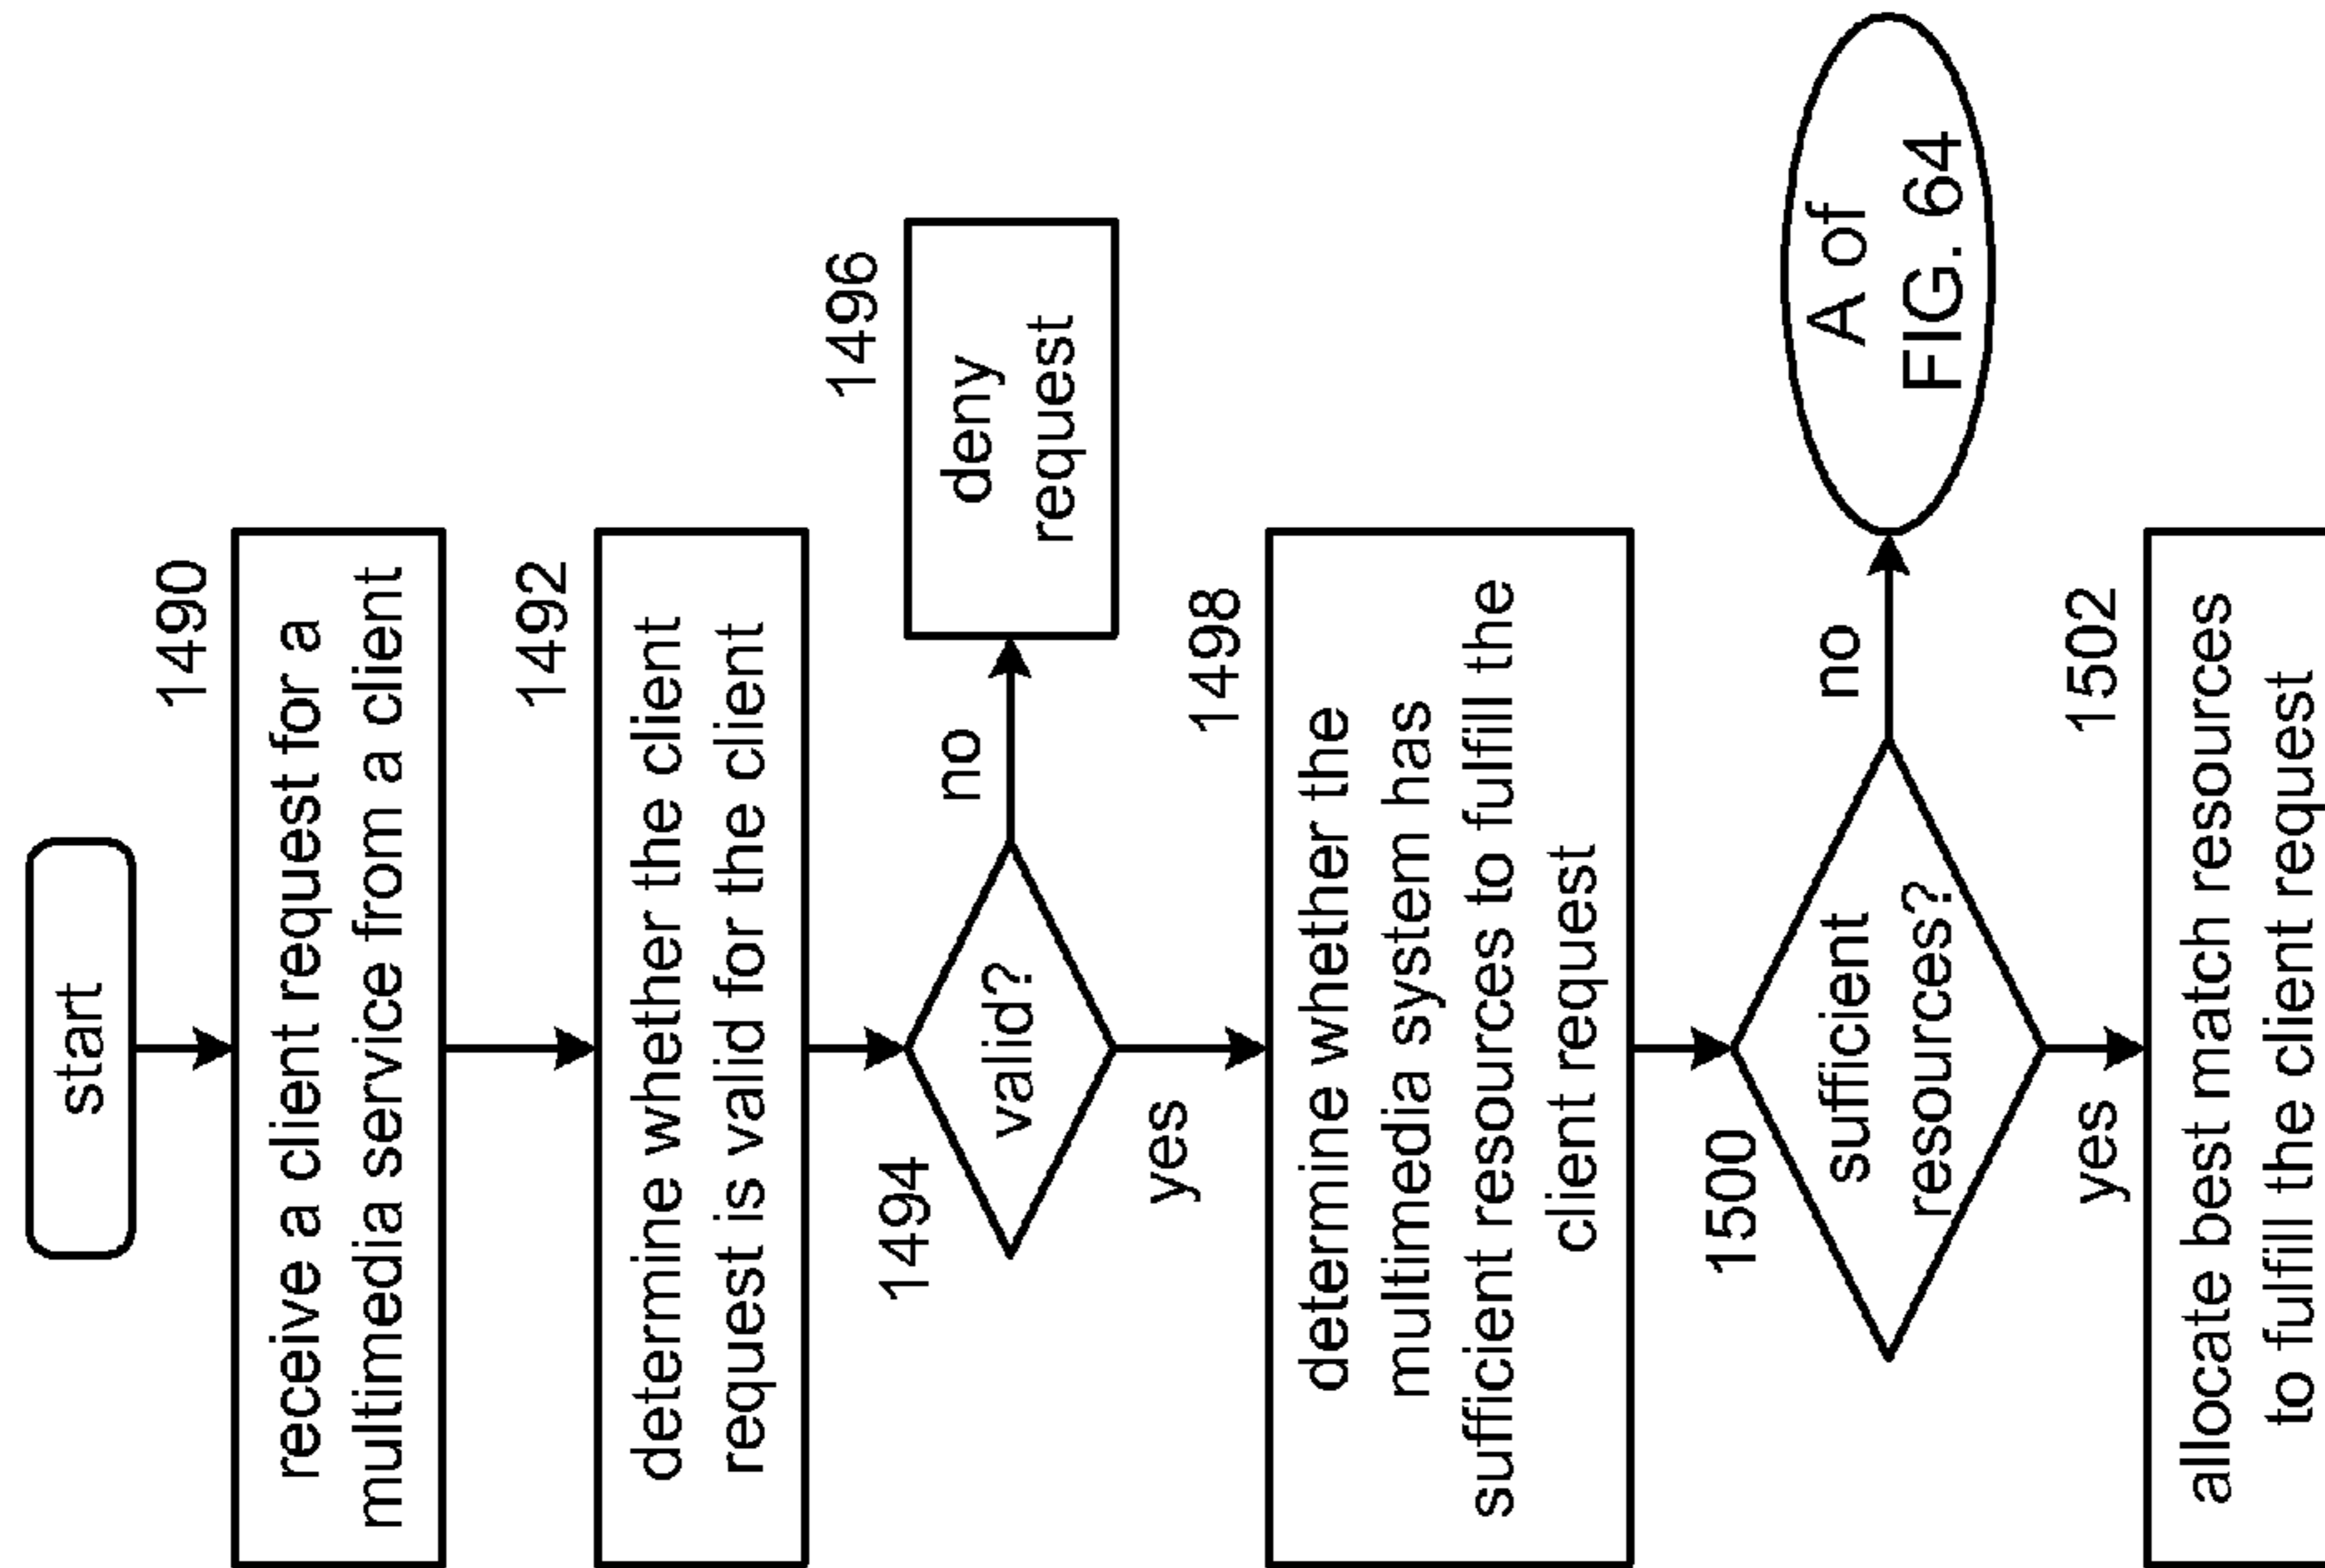 start
1490
receive a client request for a
multimedia service from a client
1492
determine whether the client
request is valid for the client
1494
valid?
no
1496
deny
request
yes
1498
determine whether the
multimedia system has
sufficient resources to fulfill the
client request
1500
sufficient
resources?
no
A of
FIG. 64
yes
1502
allocate best match resources
to fulfill the client request